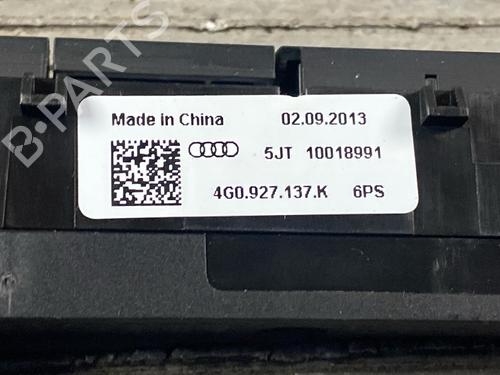 B-PARTS
Made in China 02.09.2013
5JT 10018991
4G0.927.137.K 6PS